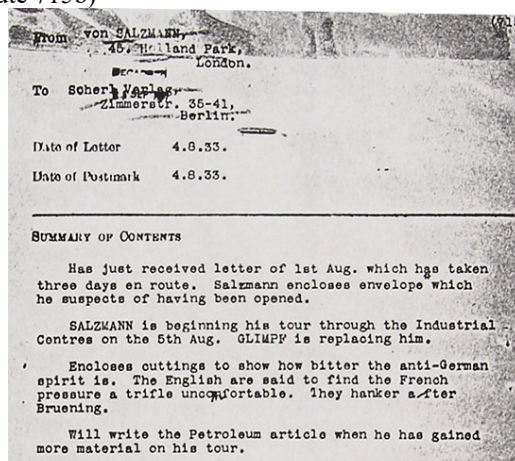 From von SALZMANN,
45, Holland Park,
London.
To Scherl Verlag,
Zimmerstr. 35-41,
Berlin.
Date of Letter 4.8.33.
Date of Postmark 4.8.33.
SUMMARY OF CONTENTS
Has just received letter of 1st Aug. which has taken
three days en route. Salzmann encloses envelope which
he suspects of having been opened.
SALZMANN is beginning his tour through the Industrial
Centres on the 5th Aug. GLIMPF is replacing him.
Encloses cuttings to show how bitter the anti-German
spirit is. The English are said to find the French
pressure a trifle uncomfortable. They hanker after
Bruening.
Will write the Petroleum article when he has gained
more material on his tour.